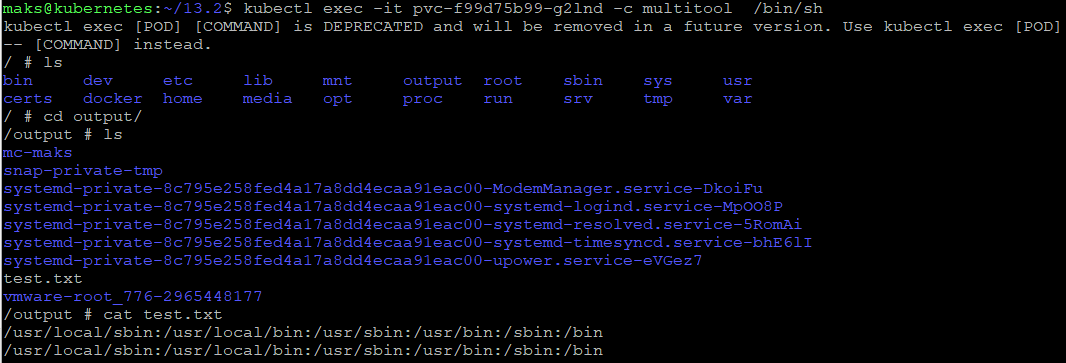 maks@kubernetes:~/13.2$ kubectl exec -it pvc-f99d75b99-g2lnd -c multitool  /bin/sh
kubectl exec [POD] [COMMAND] is DEPRECATED and will be removed in a future version. Use kubectl exec [POD]
-- [COMMAND] instead.
/ # ls
bin     dev     etc     lib     mnt     output  root    sbin    sys     usr
certs   docker  home    media   opt     proc    run     srv     tmp     var
/ # cd output/
/output # ls
mc-maks
snap-private-tmp
systemd-private-8c795e258fed4a17a8dd4ecaa91eac00-ModemManager.service-DkoiFu
systemd-private-8c795e258fed4a17a8dd4ecaa91eac00-systemd-logind.service-MpOO8P
systemd-private-8c795e258fed4a17a8dd4ecaa91eac00-systemd-resolved.service-5RomAi
systemd-private-8c795e258fed4a17a8dd4ecaa91eac00-systemd-timesyncd.service-bhE6lI
systemd-private-8c795e258fed4a17a8dd4ecaa91eac00-upower.service-eVGez7
test.txt
vmware-root_776-2965448177
/output # cat test.txt
/usr/local/sbin:/usr/local/bin:/usr/sbin:/usr/bin:/sbin:/bin
/usr/local/sbin:/usr/local/bin:/usr/sbin:/usr/bin:/sbin:/bin